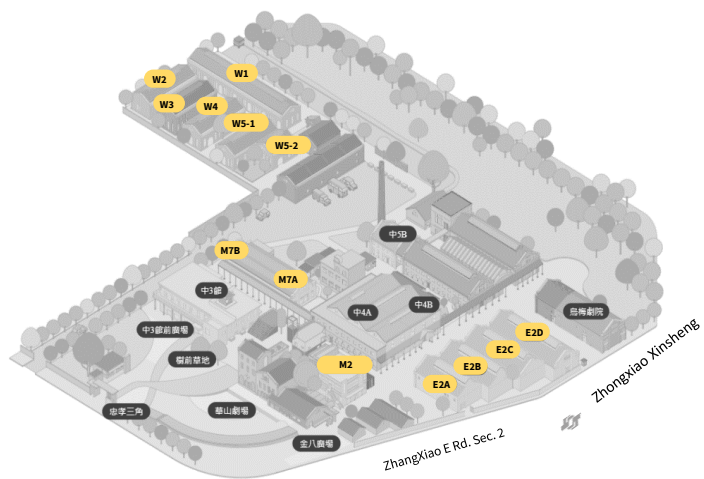 W1
W2
W3
W4
W5-1
W5-2
中5B
M7B
M7A
中3館
中4B
中4A
烏梅劇院
中3館前廣場
E2D
E2C
樹前草地
M2
E2B
E2A
忠孝三角
華山劇場
金八廣場
Zhongxiao Xinsheng
ZhangXiao E Rd. Sec. 2